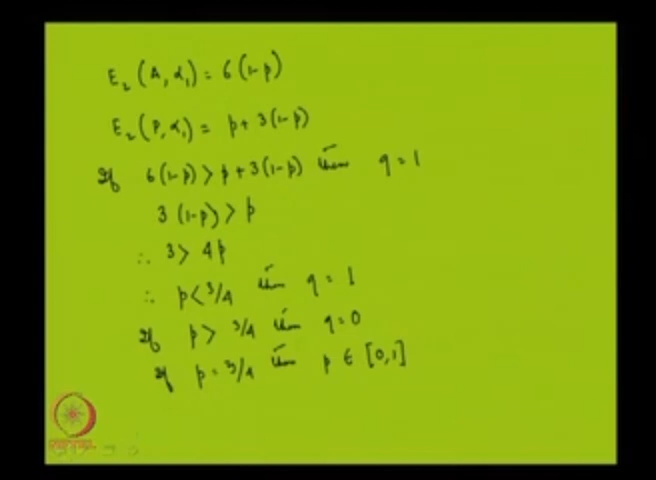 E₂(A, α₁) = 6(1-p)
E₂(P, α₁) = p + 3(1-p)
If 6(1-p) > p + 3(1-p) then q = 1
3(1-p) > p
∴ 3 > 4p
∴ p < 3/4 then q = 1
If p > 3/4 then q = 0
If p = 3/4 then p ∈ [0,1]